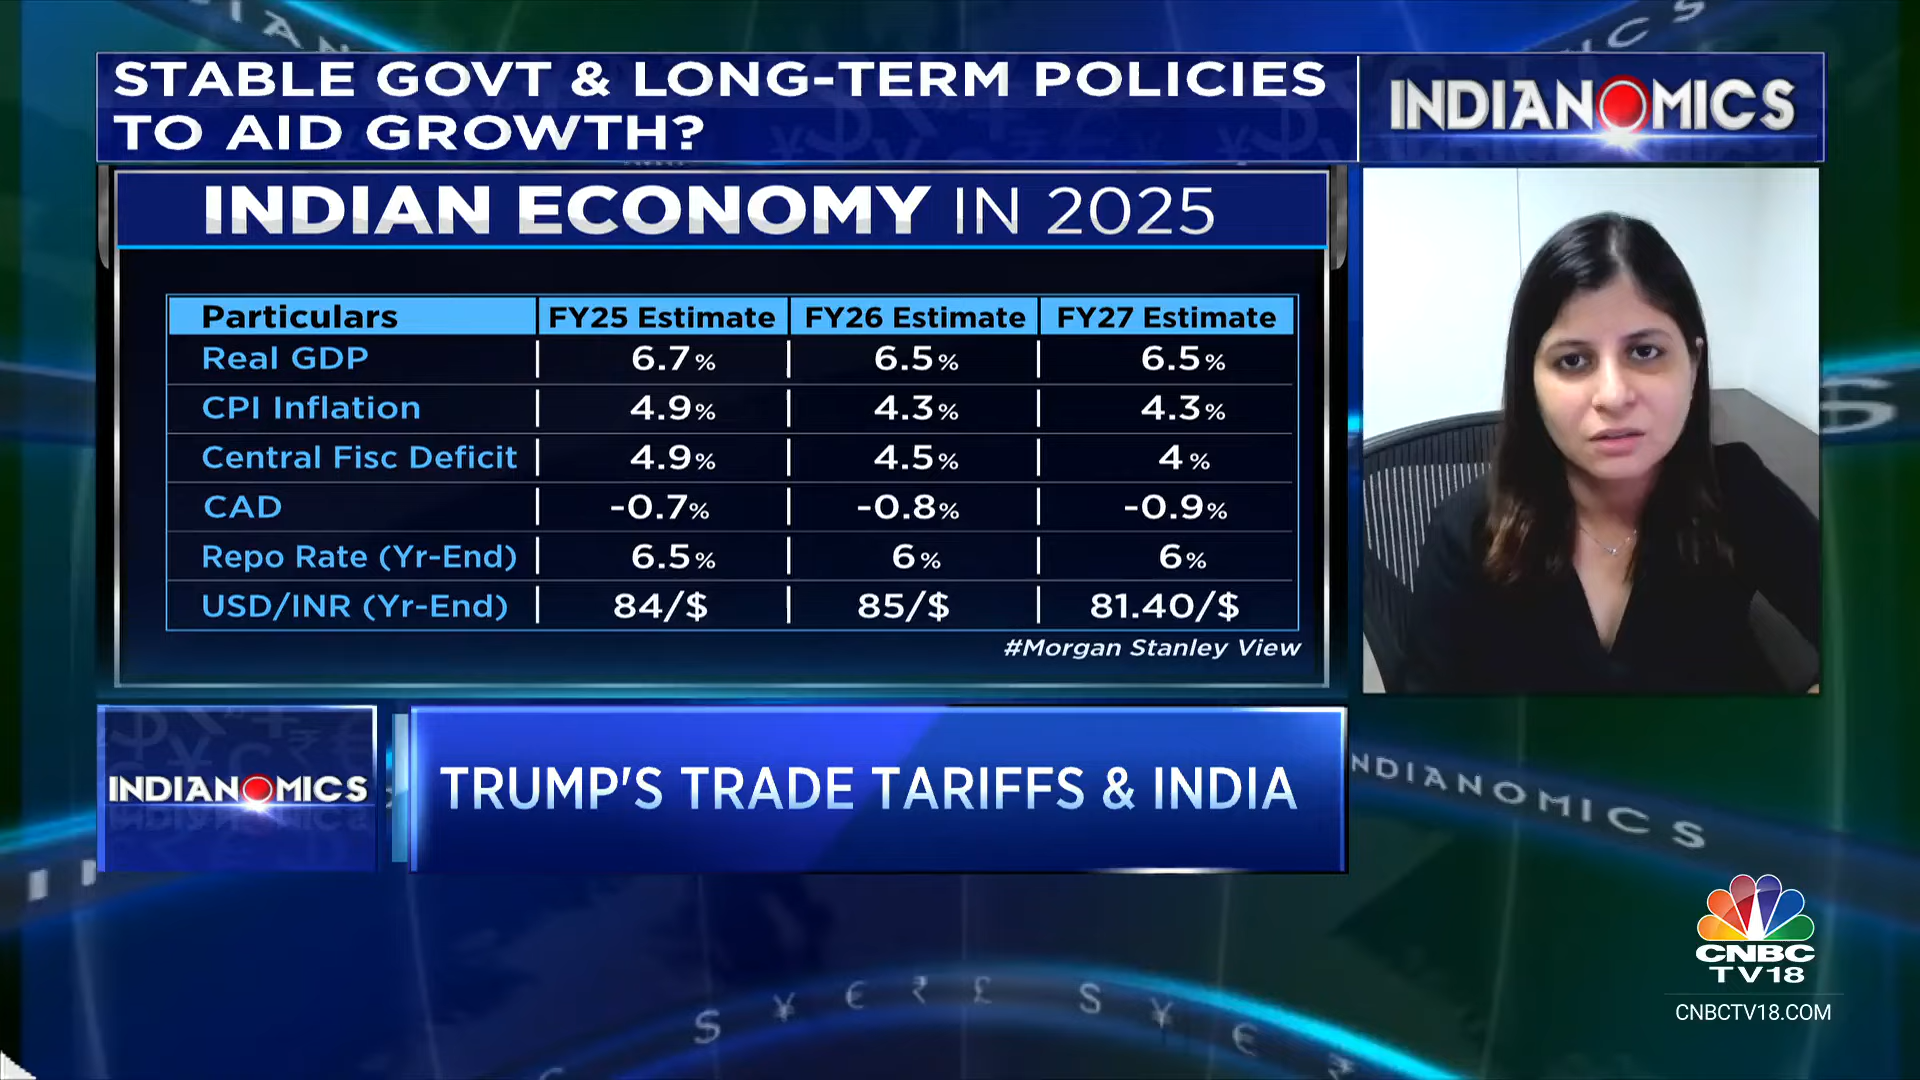 STABLE GOVT & LONG-TERM POLICIES
TO AID GROWTH?
INDIANOMICS
INDIAN ECONOMY IN 2025
Particulars FY25 Estimate FY26 Estimate FY27 Estimate
Real GDP 6.7% 6.5% 6.5%
CPI Inflation 4.9% 4.3% 4.3%
Central Fisc Deficit 4.9% 4.5% 4%
CAD -0.7% -0.8% -0.9%
Repo Rate (Yr-End) 6.5% 6% 6%
USD/INR (Yr-End) 84/$ 85/$ 81.40/$
#Morgan Stanley View
INDIANOMICS
TRUMP'S TRADE TARIFFS & INDIA
INDIANOMICS
CNBC
TV18
CNBCTV18.COM